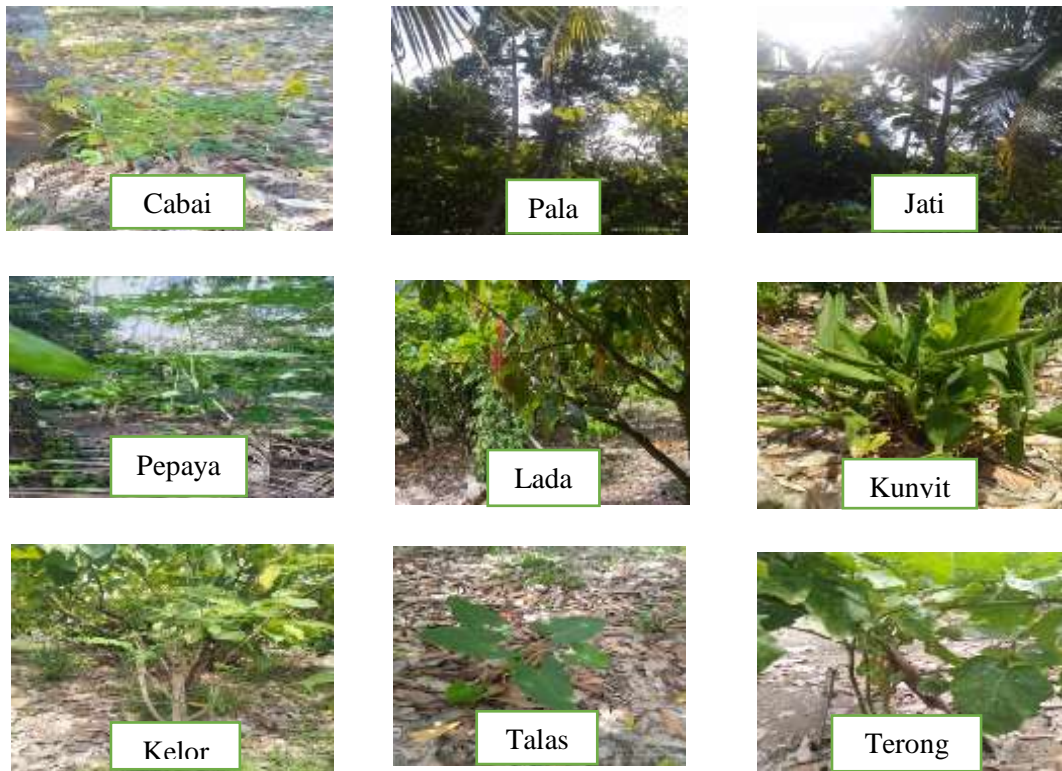 Cabai
Pala
Jati
Pepaya
Lada
Kunyit
Kelor
Talas
Terong